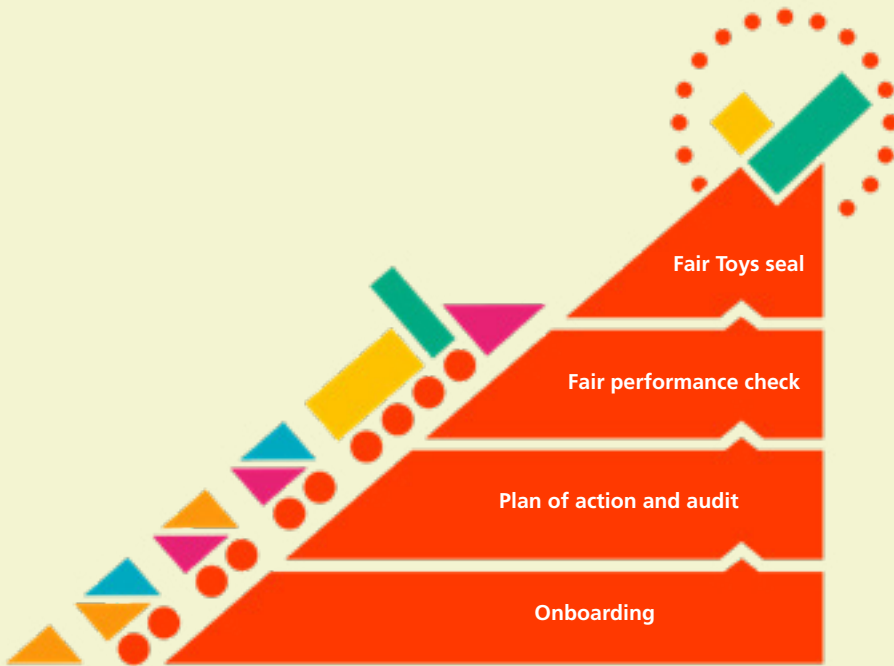 Fair Toys seal
Fair performance check
Plan of action and audit
Onboarding